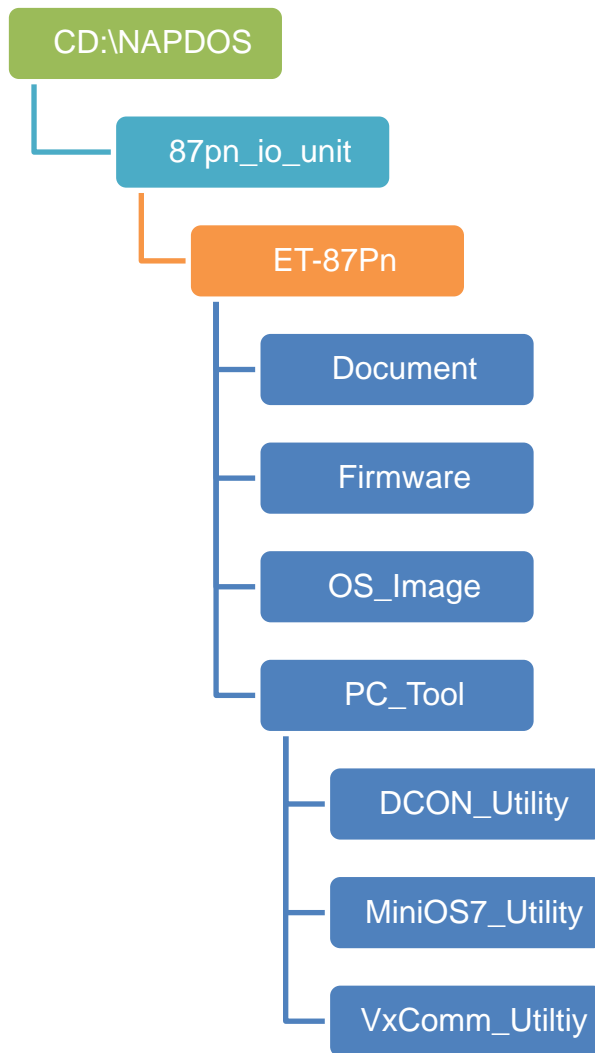 CD:\NAPDOS
87pn_io_unit
ET-87Pn
Document
Firmware
OS_Image
PC_Tool
DCON_Utility
MiniOS7_Utility
VxComm_Utiltiy